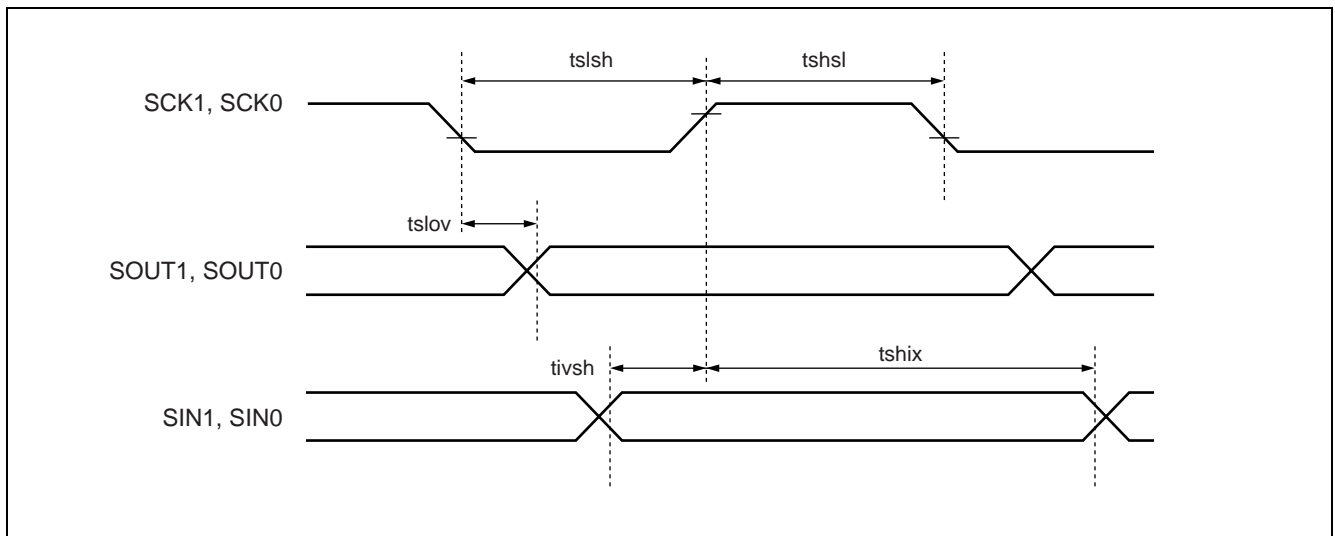 tslsh
tshsl
SCK1, SCK0
tslov
SOUT1, SOUT0
tivsh
tshix
SIN1, SIN0